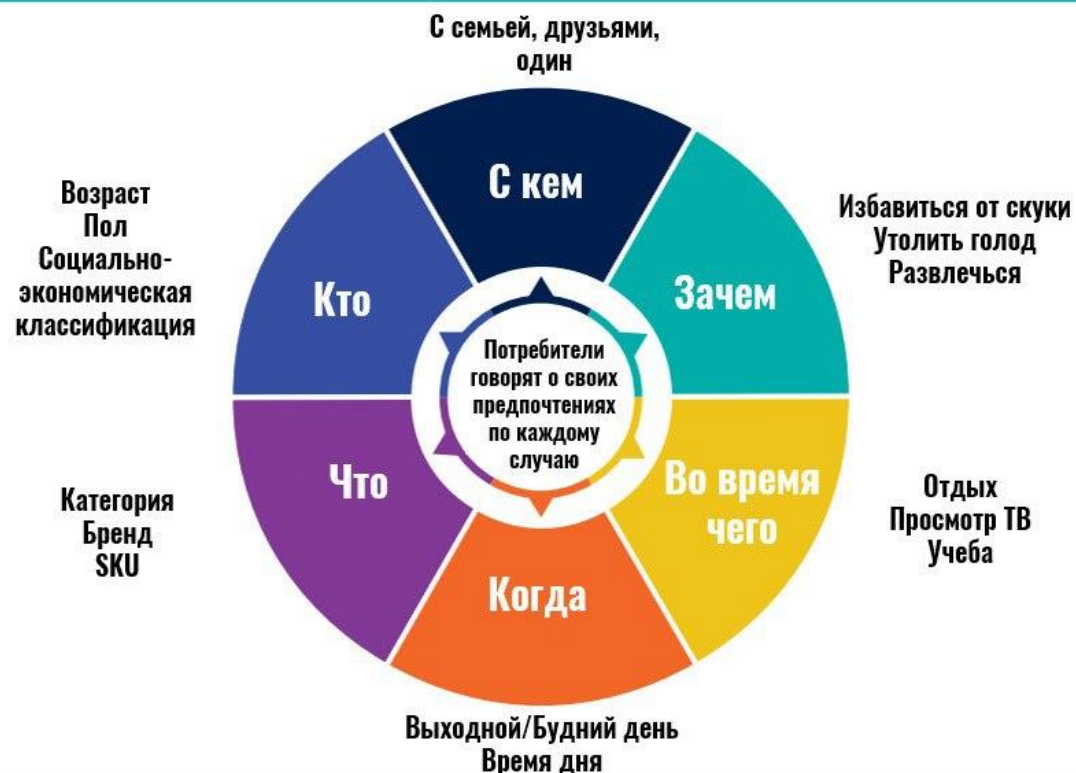 С семьей, друзьями,
один
С кем
Возраст
Пол
Социально-
экономическая
классификация
Кто
Зачем
Избавиться от скуки
Утолить голод
Развлечься
Потребители
говорят о своих
предпочтениях
по каждому
случаю
Категория
Бренд
SKU
Что
Во время
чего
Отдых
Просмотр ТВ
Учеба
Когда
Выходной/Будний день
Время дня